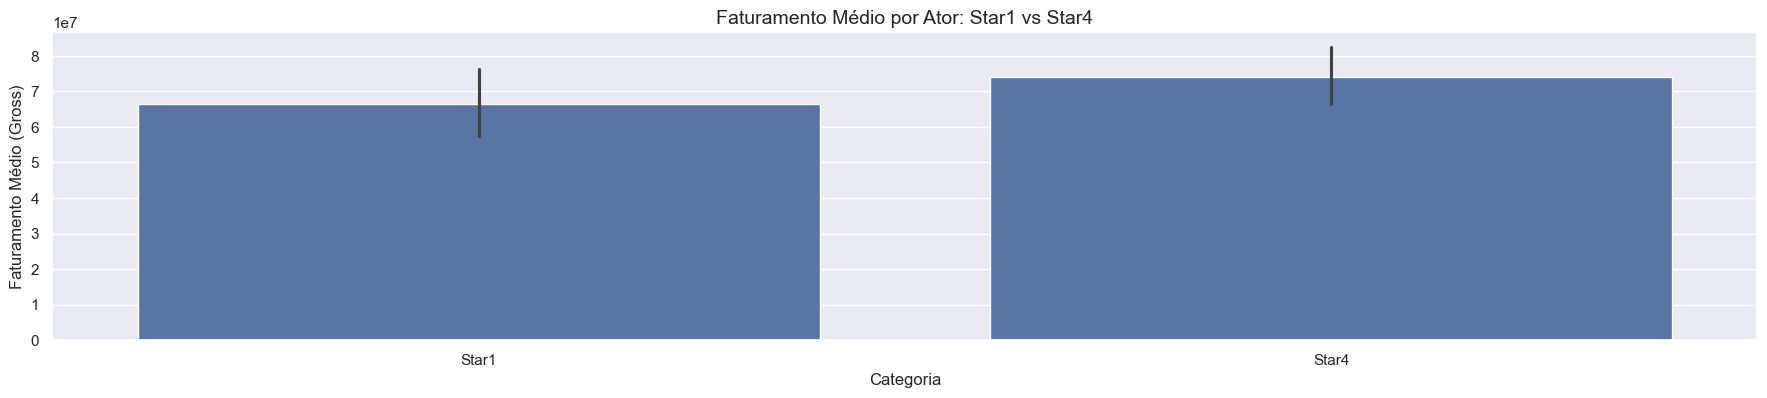 Faturamento Médio por Ator: Star1 vs Star4
1e7
8
7
6
5
4
3
2
1
0
Faturamento Médio (Gross)
Star1
Star4
Categoria